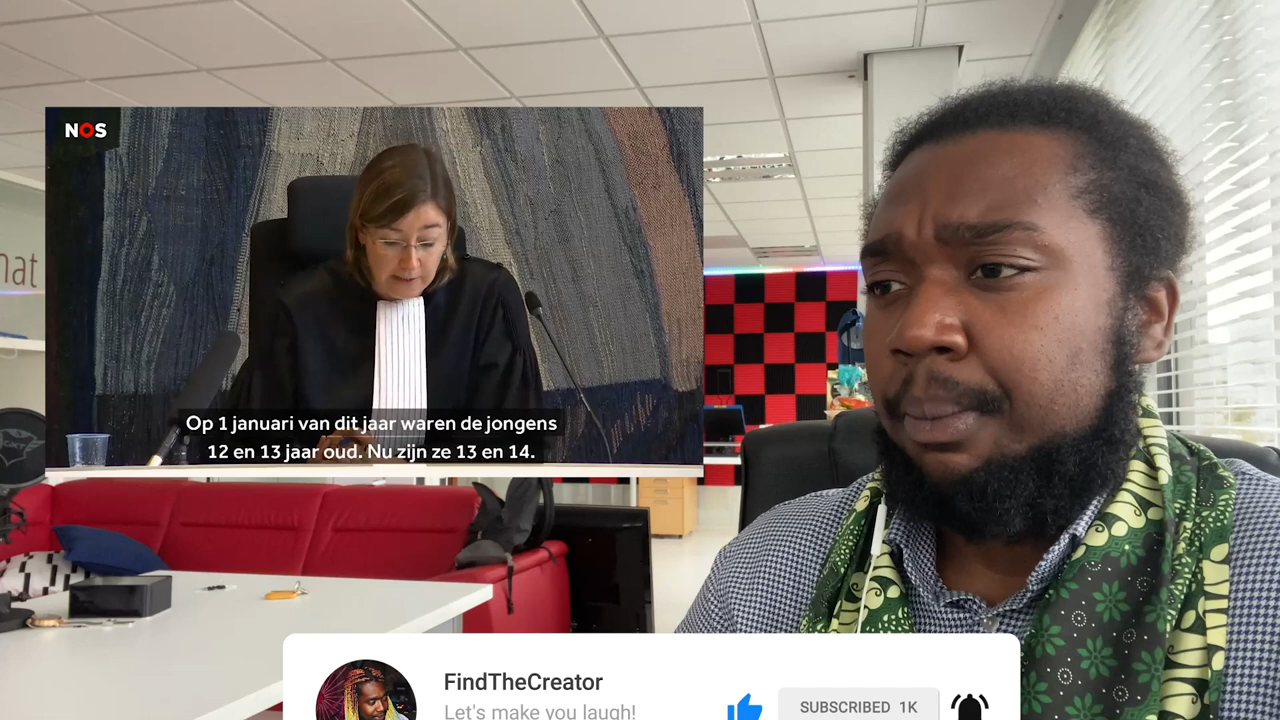 NOS
nat
Op 1 januari van dit jaar waren de jongens
12 en 13 jaar oud. Nu zijn ze 13 en 14.
FindTheCreator
Let's make you laugh!
SUBSCRIBED 1K